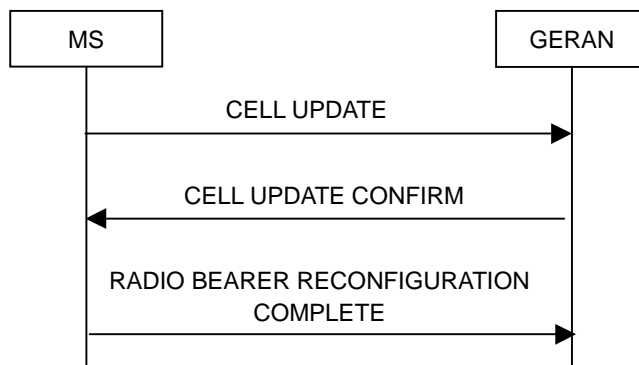 MS
GERAN
CELL UPDATE
CELL UPDATE CONFIRM
RADIO BEARER RECONFIGURATION
COMPLETE